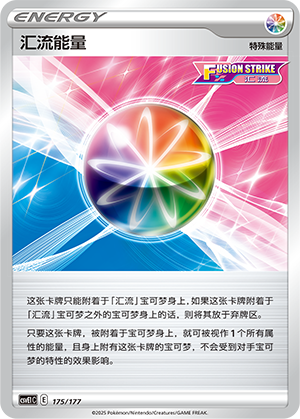 ENERGY
汇流能量
特殊能量
FUSION STRIKE
汇流
这张卡牌只能附着于「汇流」宝可梦身上,如果这张卡牌附着于
「汇流」宝可梦之外的宝可梦身上的话,则将其放于弃牌区。
只要这张卡牌,被附着于宝可梦身上,就可被视作1个所有属
性的能量,且身上附有这张卡牌的宝可梦,不会受到对手宝可
梦的特性的效果影响。
E
175/177
©2025 Pokémon/Nintendo/Creatures/GAME FREAK.